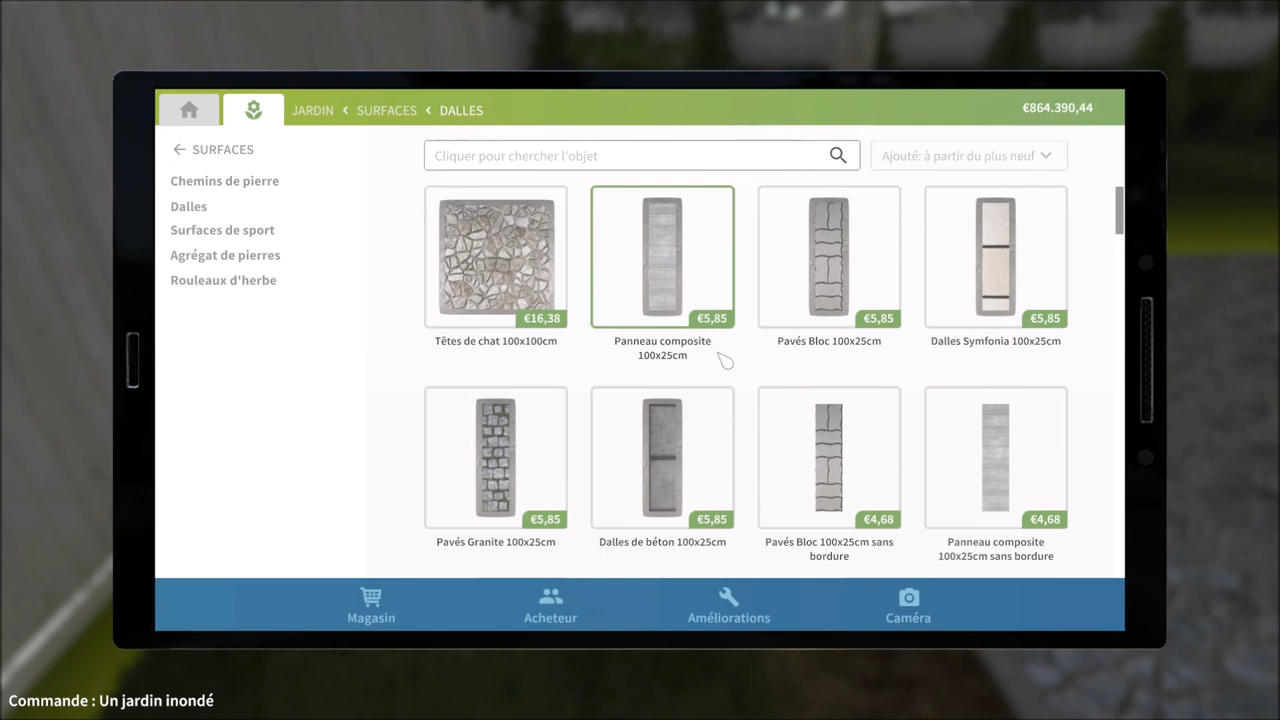 JARDIN < SURFACES < DALLES
€864.390,44
← SURFACES
Chemins de pierre
Dalles
Surfaces de sport
Agrégat de pierres
Rouleaux d'herbe
Cliquer pour chercher l'objet
Ajouté: à partir du plus neuf
€16,38
€5,85
€5,85
€5,85
Têtes de chat 100x100cm
Panneau composite
100x25cm
Pavés Bloc 100x25cm
Dalles Symfonia 100x25cm
€5,85
€5,85
€4,68
€4,68
Pavés Granite 100x25cm
Dalles de béton 100x25cm
Pavés Bloc 100x25cm sans
bordure
Panneau composite
100x25cm sans bordure
Magasin
Acheteur
Améliorations
Caméra
Commande : Un jardin inondé